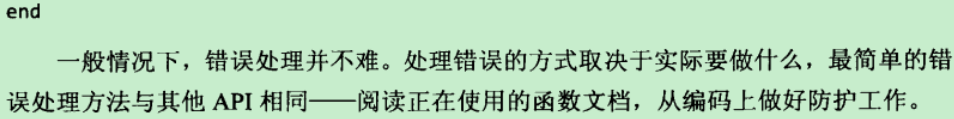 end
一般情况下，错误处理并不难。处理错误的方式取决于实际要做什么，最简单的错
误处理方法与其他 API 相同——阅读正在使用的函数文档，从编码上做好防护工作。